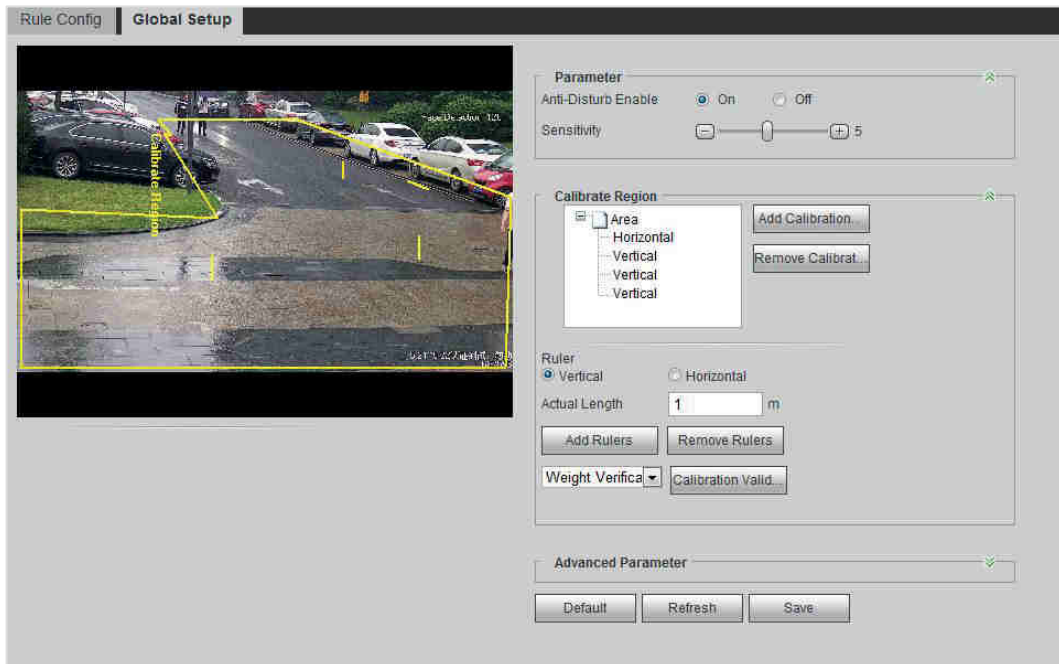 Rule Config
Global Setup
Calibrate Region
Parameter
Anti-Disturb Enable
On
Off
Sensitivity
5
Calibrate Region
Area
Horizontal
Vertical
Vertical
Vertical
Add Calibration...
Remove Calibrat...
Ruler
Vertical
Horizontal
Actual Length
1
m
Add Rulers
Remove Rulers
Weight Verifica
Calibration Valid...
Advanced Parameter
Default
Refresh
Save